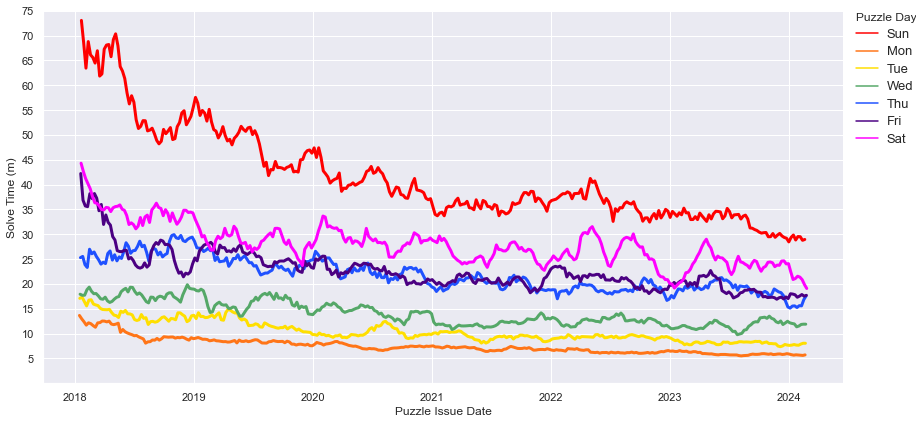 75
70
65
60
55
50
45
40
35
30
25
20
15
10
5
Solve Time (m)
2018 2019 2020 2021 2022 2023 2024
Puzzle Issue Date
Puzzle Day
Sun
Mon
Tue
Wed
Thu
Fri
Sat